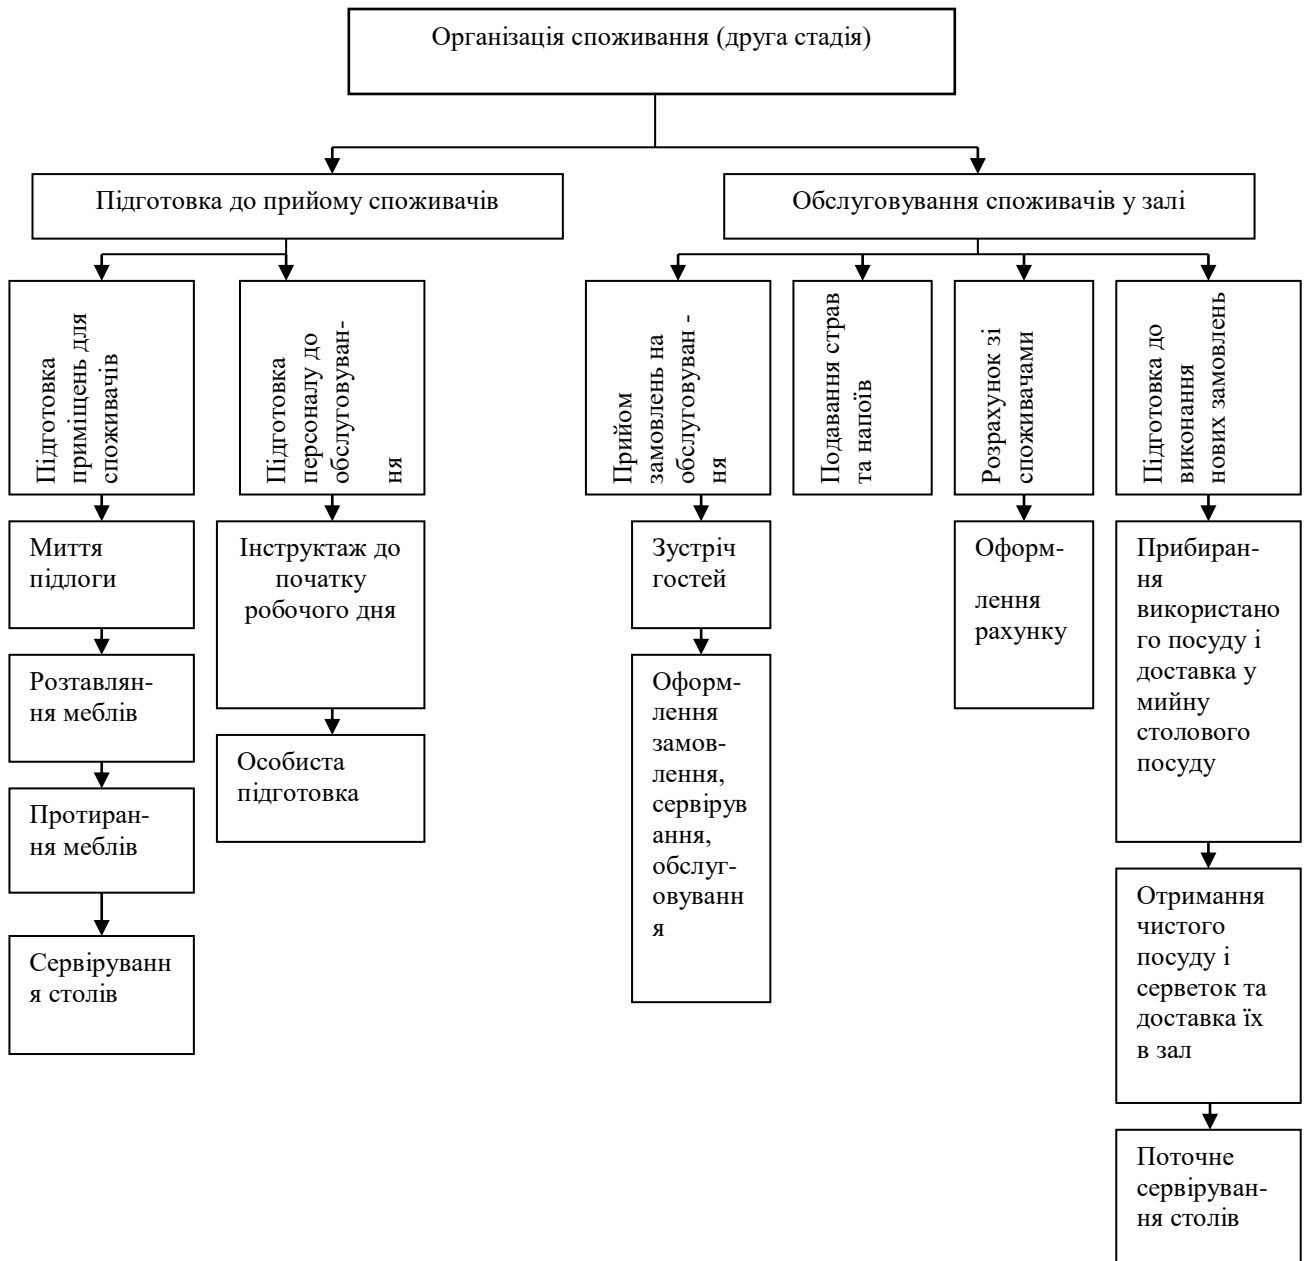 Організація споживання (друга стадія)
Підготовка до прийому споживачів
Обслуговування споживачів у залі
Підготовка
приміщень для
споживачів
Підготовка
персоналу до
обслуговуван-
ня
Прийом
замовлень на
обслуговуван -
ня
Подавання страв
та напоїв
Розрахунок зі
споживачами
Підготовка до
виконання
нових замовлень
Миття
підлоги
Розтавлян-
ня меблів
Протиран-
ня меблів
Сервіруванн
я столів
Інструктаж до
початку
робочого дня
Особиста
підготовка
Зустріч
гостей
Оформ-
лення
замов-
лення,
сервірув
ання,
обслуг-
овуванн
я
Оформ-
лення
рахунку
Прибиран-
ня
використано
го посуду і
доставка у
мийну
столового
посуду
Отримання
чистого
посуду і
серветок та
доставка їх
в зал
Поточне
сервіруван-
ня столів